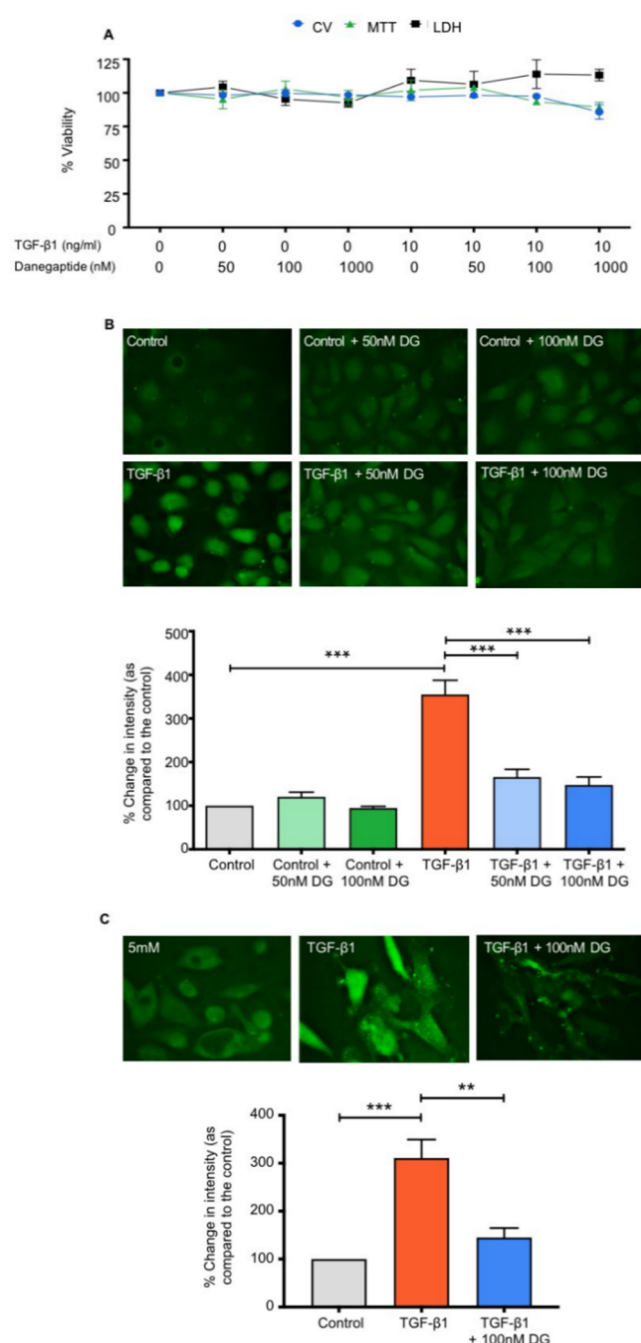 A
CV MTT LDH
% Viability
125
100
75
50
25
0
TGF-β1 (ng/ml) 0 0 0 0 10 10 10 10
Danegaptide (nM) 0 50 100 1000 0 50 100 1000
B
Control Control + 50nM DG Control + 100nM DG
TGF-β1 TGF-β1 + 50nM DG TGF-β1 + 100nM DG
% Change in intensity (as
compared to the control)
500
400
300
200
100
0
*** *** ***
Control Control + TGF-β1
50nM DG
Control +
100nM DG
TGF-β1 +
50nM DG
TGF-β1 +
100nM DG
C
5mM TGF-β1 TGF-β1 + 100nM DG
% Change in intensity (as
compared to the control)
400
300
200
100
0
*** **
Control TGF-β1 TGF-β1
+ 100nM DG